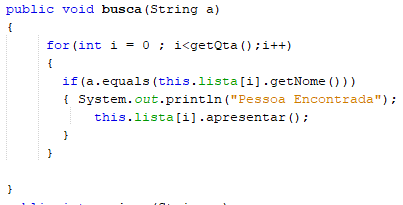 public void busca(String a)
{
for(int i = 0 ; i<getQta();i++)
{
if(a.equals(this.lista[i].getNome()))
{ System.out.println("Pessoa Encontrada");
this.lista[i].apresentar();
}
}
}